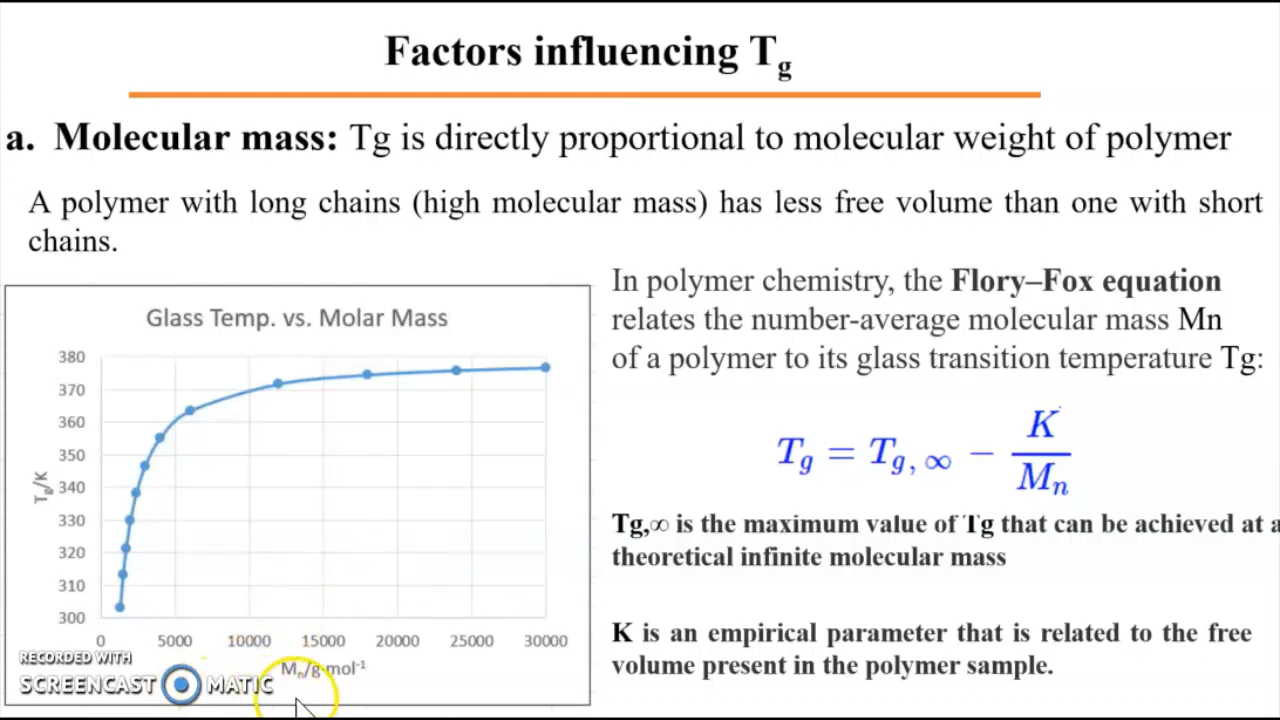 Factors influencing Tg
a. Molecular mass: Tg is directly proportional to molecular weight of polymer
A polymer with long chains (high molecular mass) has less free volume than one with short
chains.
In polymer chemistry, the Flory–Fox equation
relates the number-average molecular mass Mn
of a polymer to its glass transition temperature Tg:
Tg = Tg, ∞ − K / Mn
Tg,∞ is the maximum value of Tg that can be achieved at a
theoretical infinite molecular mass
K is an empirical parameter that is related to the free
volume present in the polymer sample.
Glass Temp. vs. Molar Mass
Tg/K
380
370
360
350
340
330
320
310
300
0 5000 10000 15000 20000 25000 30000
Mn/g·mol⁻¹
RECORDED WITH
SCREENCAST MATIC